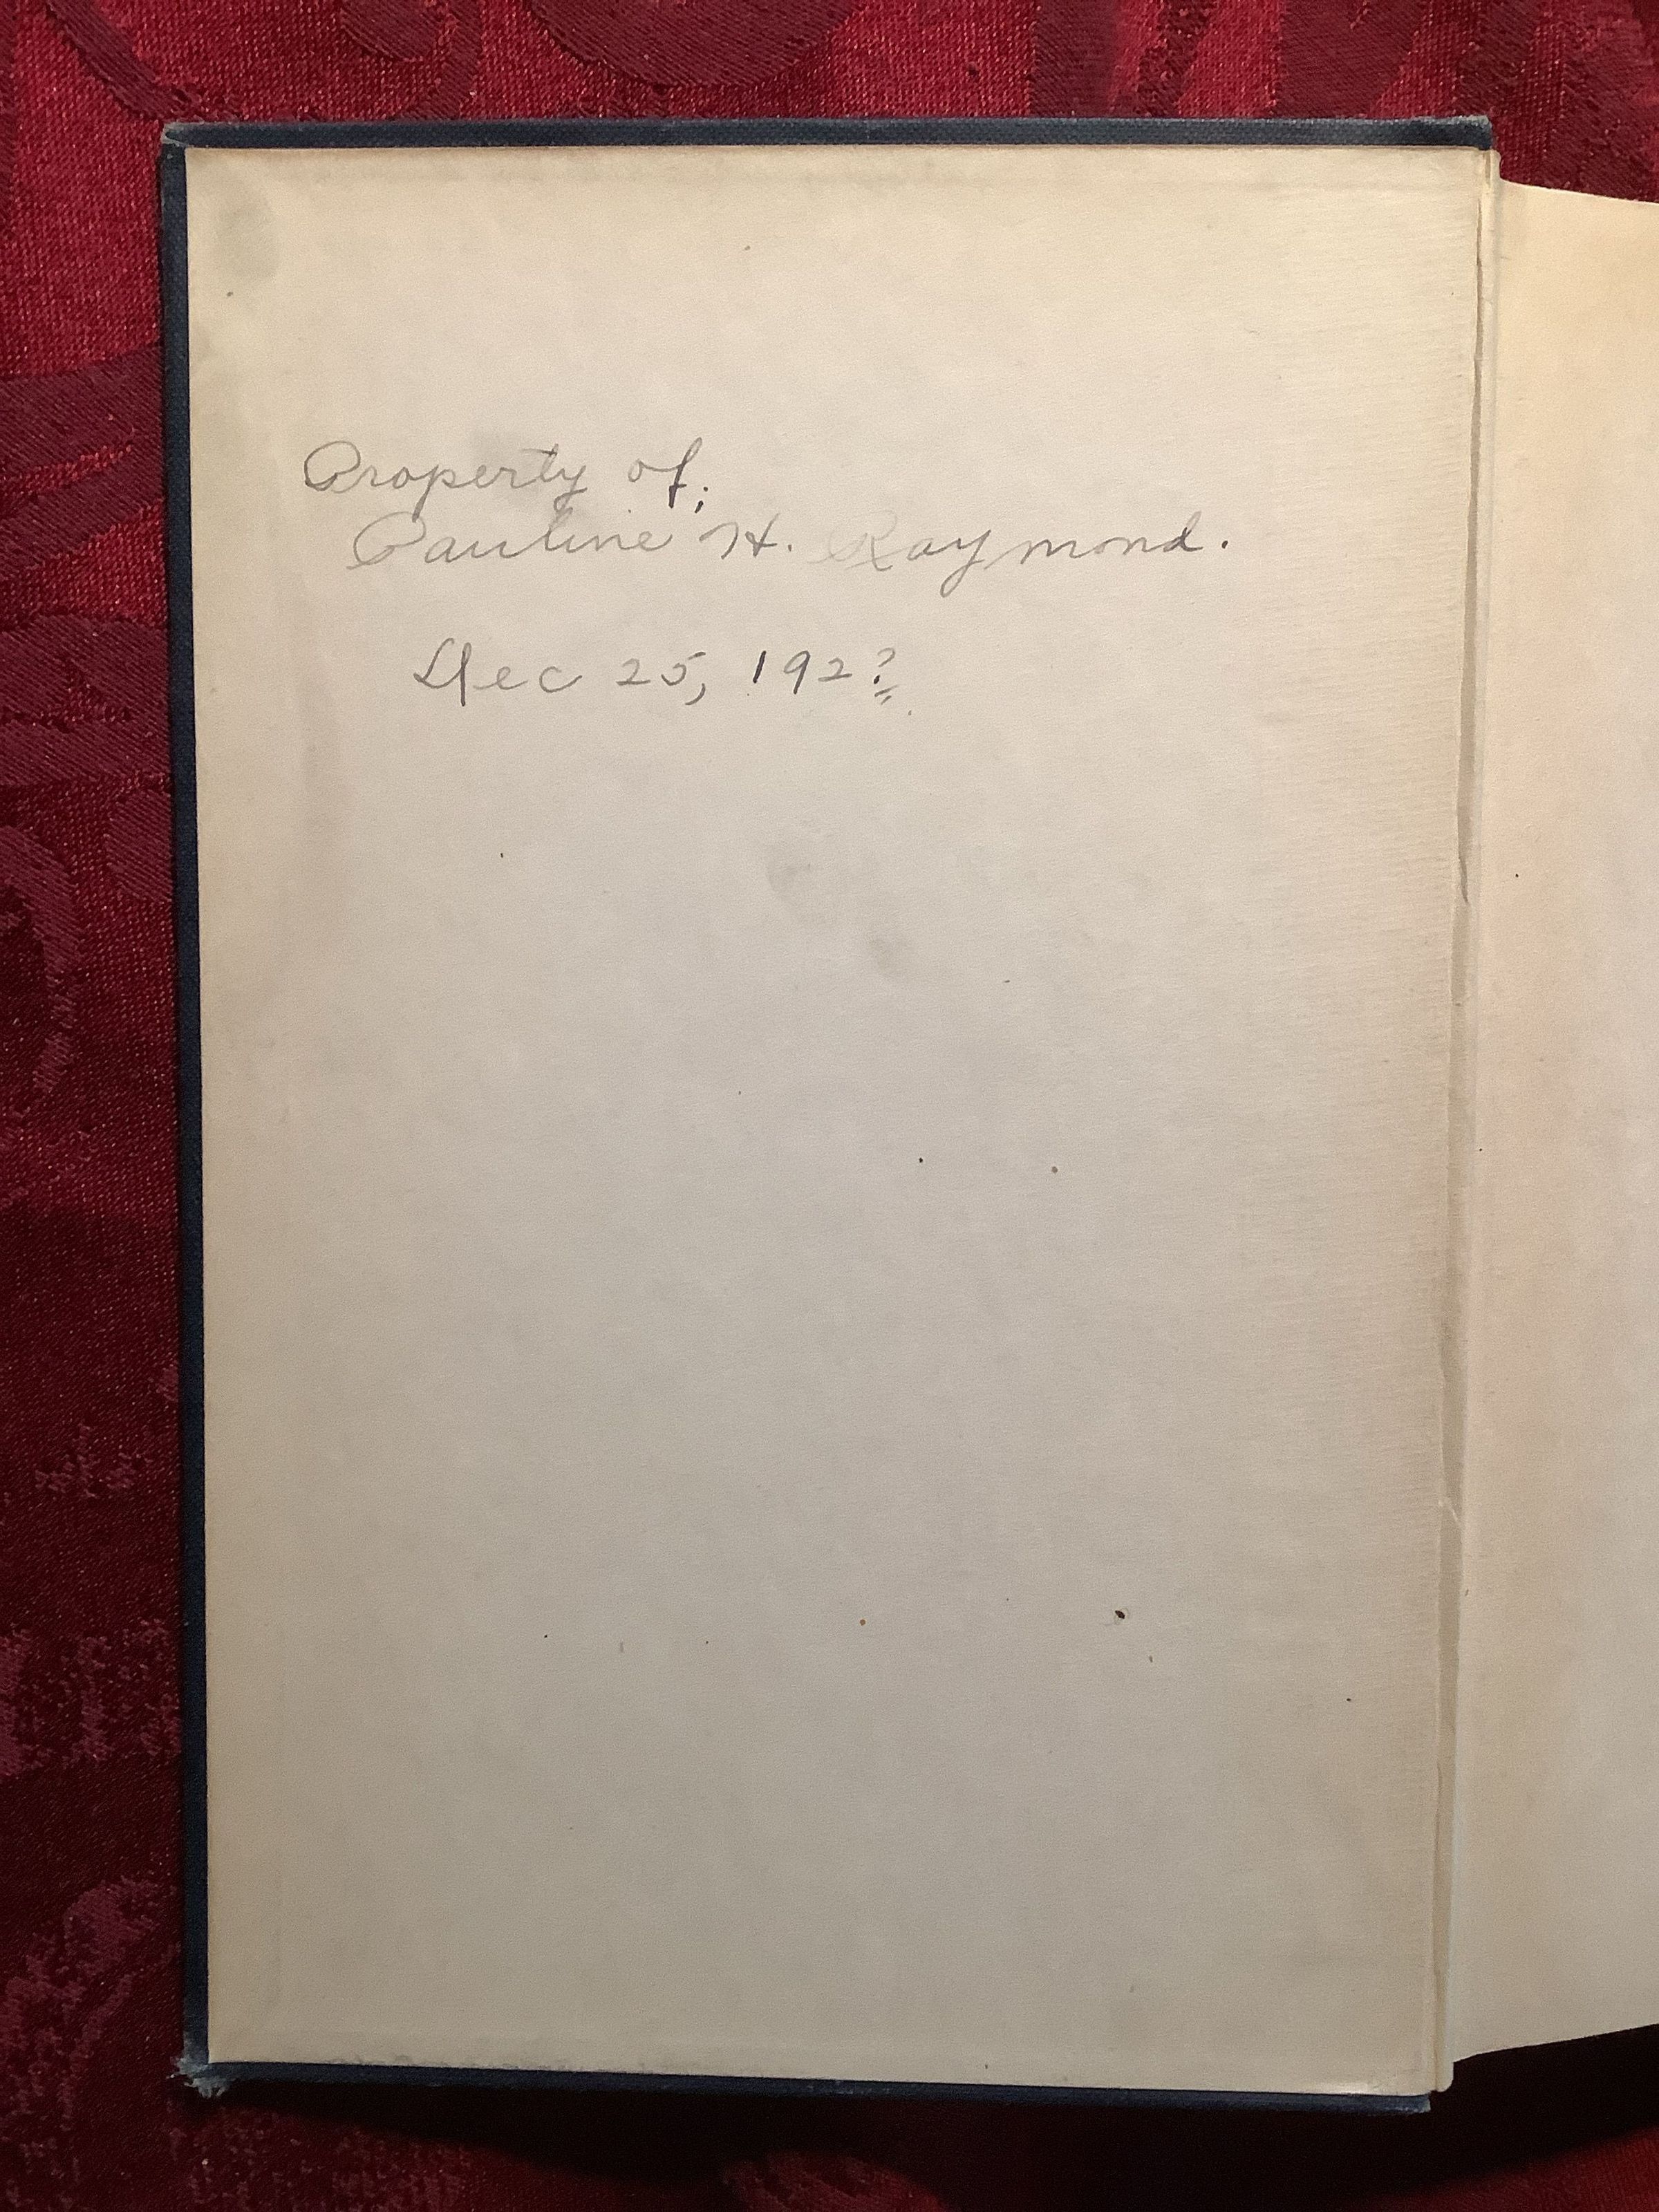 Property of;
Pauline H. Raymond.
Dec 25, 192?